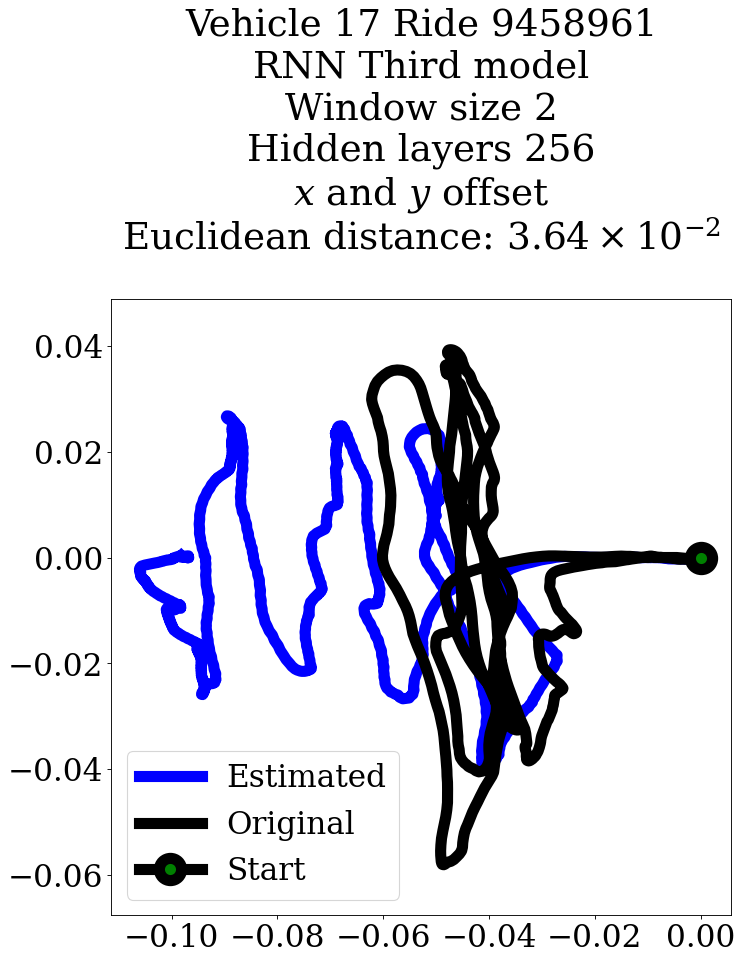 Vehicle 17 Ride 9458961
RNN Third model
Window size 2
Hidden layers 256
x and y offset
Euclidean distance: 3.64 × 10⁻²
0.04
0.02
0.00
−0.02
−0.04
−0.06
Estimated
Original
Start
−0.10 −0.08 −0.06 −0.04 −0.02 0.00